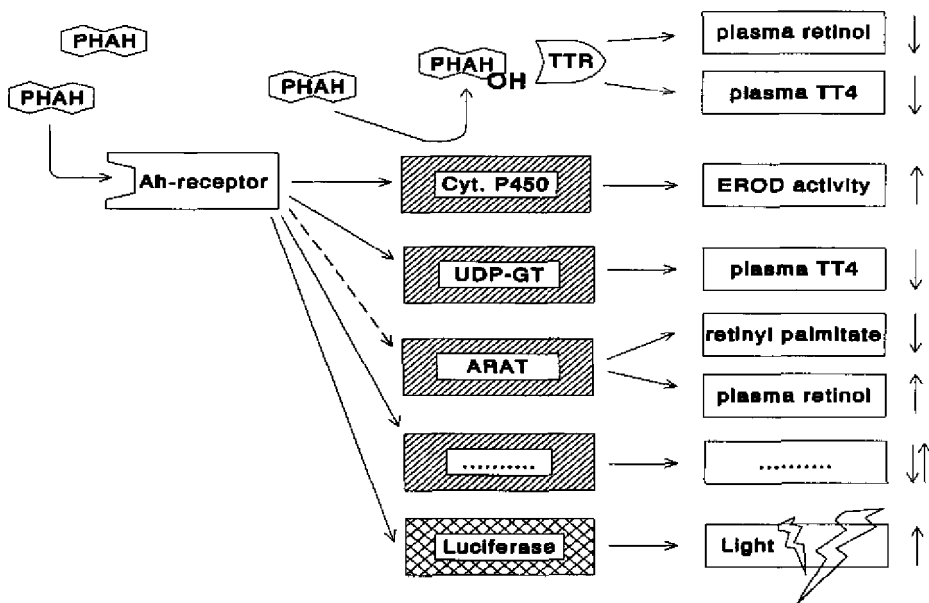 PHAH
PHAH
PHAH
PHAH
OH
TTR
plasma retinol
plasma TT4
Ah-receptor
Cyt. P450
EROD activity
UDP-GT
plasma TT4
ARAT
retinyl palmitate
plasma retinol
..........
..........
Luciferase
Light